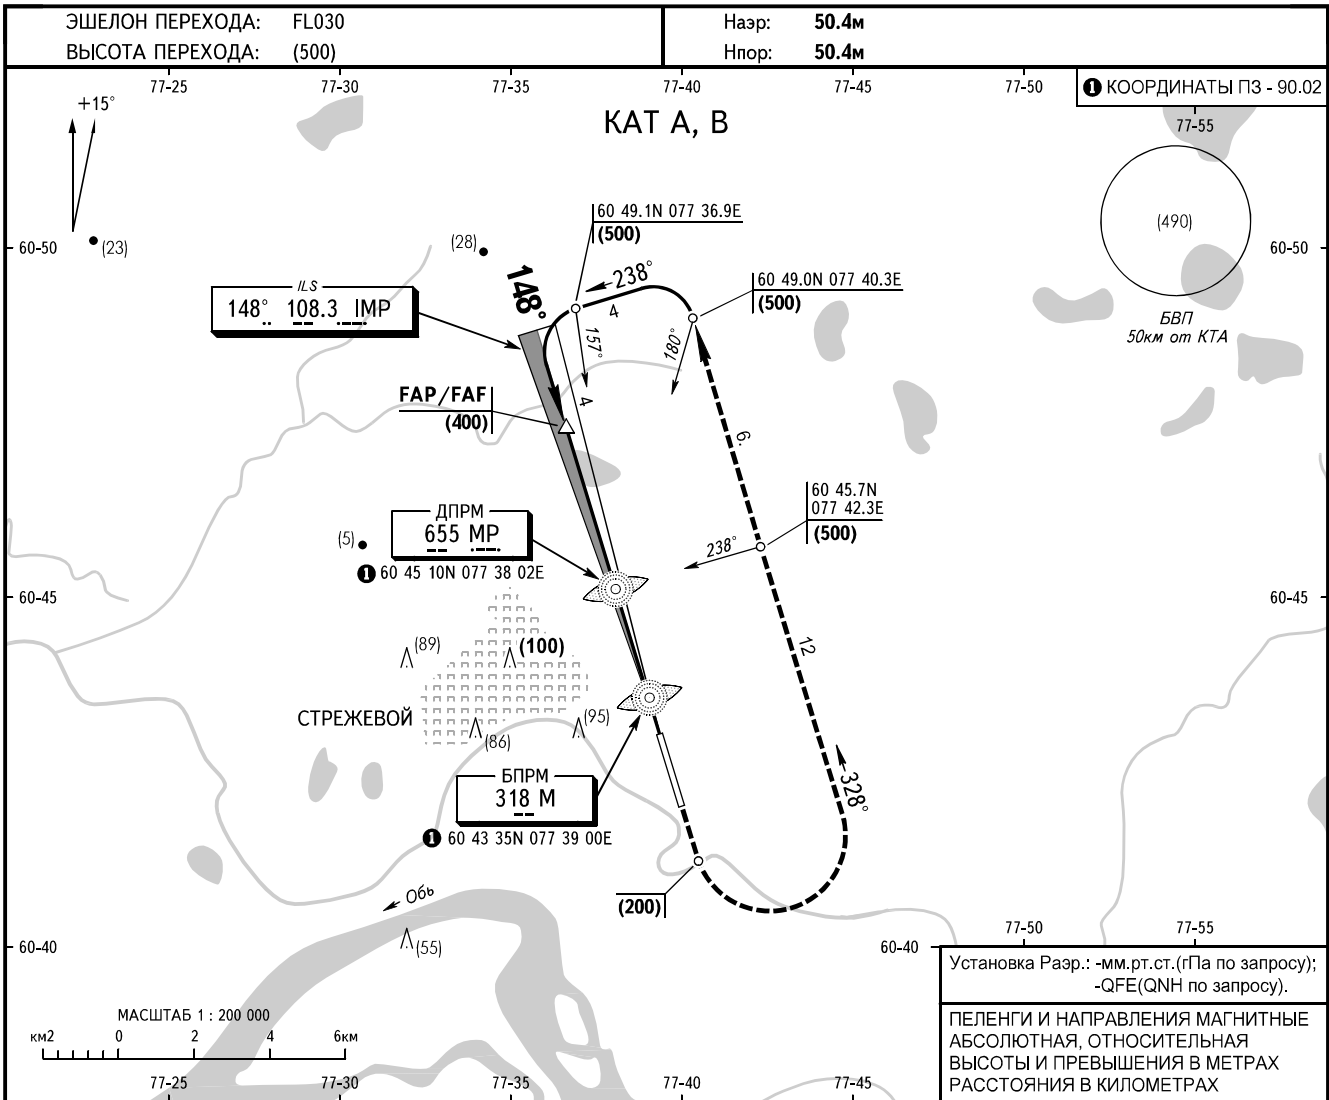 ЭШЕЛОН ПЕРЕХОДА: FL030
ВЫСОТА ПЕРЕХОДА: (500)
Наэр: 50.4м
Нпор: 50.4м
77-25 77-30 77-35 77-40 77-45 77-50
1 КООРДИНАТЫ ПЗ - 90.02
77-55
+15°
КАТ А, В
(23)
(28)
(490)
БВП
50км от КТА
60-50
60-50
60 49.1N 077 36.9E
(500)
60 49.0N 077 40.3E
(500)
148°
238°
4
157°
4
180°
ILS
148° 108.3 IMP
FAP/FAF
(400)
6.
60 45.7N
077 42.3E
(500)
238°
ДПРМ
655 МР
1 60 45 10N 077 38 02E
(5)
60-45
60-45
12
(89)
(100)
СТРЕЖЕВОЙ
(86)
(95)
328°
БПРМ
318 М
1 60 43 35N 077 39 00E
(200)
Обь
(55)
60-40
60-40
77-50 77-55
Установка Раэр.: -мм.рт.ст.(гПа по запросу);
-QFE(QNH по запросу).
ПЕЛЕНГИ И НАПРАВЛЕНИЯ МАГНИТНЫЕ
АБСОЛЮТНАЯ, ОТНОСИТЕЛЬНАЯ
ВЫСОТЫ И ПРЕВЫШЕНИЯ В МЕТРАХ
РАССТОЯНИЯ В КИЛОМЕТРАХ
МАСШТАБ 1 : 200 000
км2 0 2 4 6км
77-25 77-30 77-35 77-40 77-45